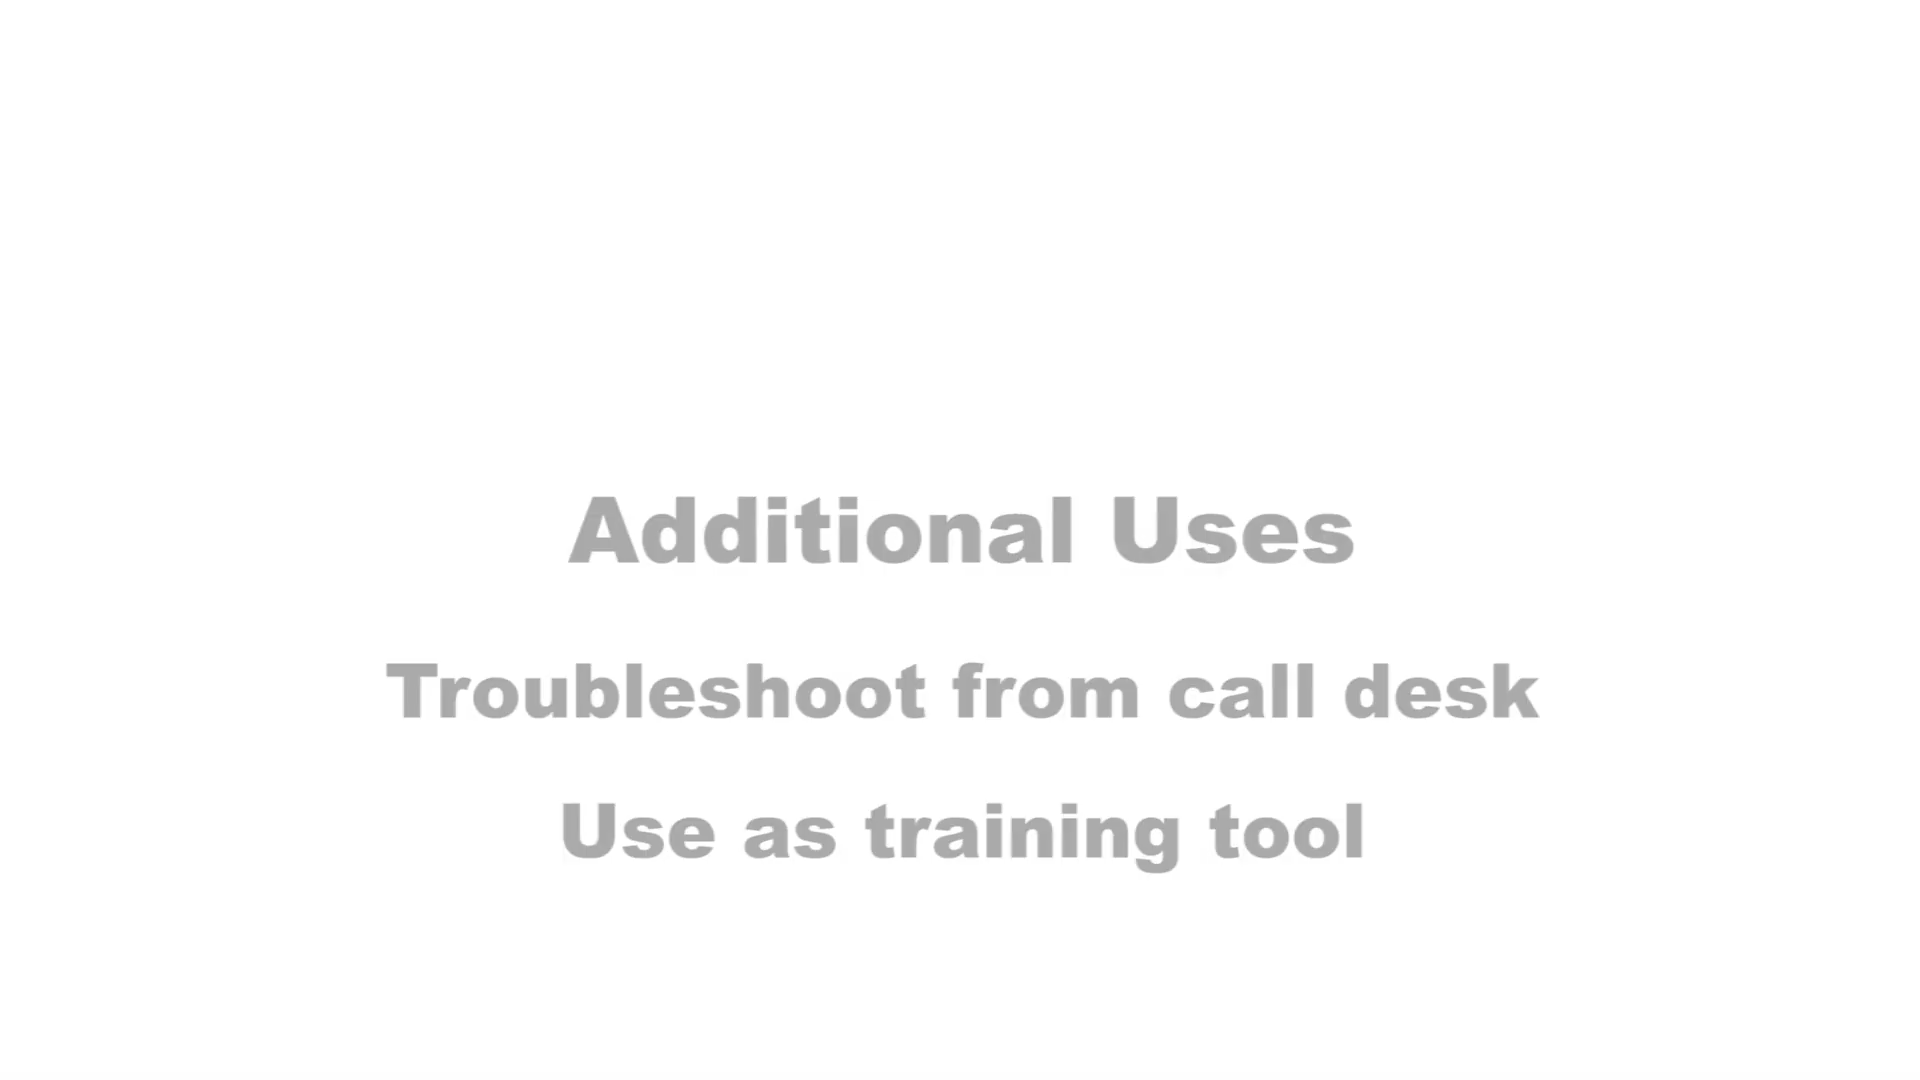 Additional Uses
Troubleshoot from call desk
Use as training tool